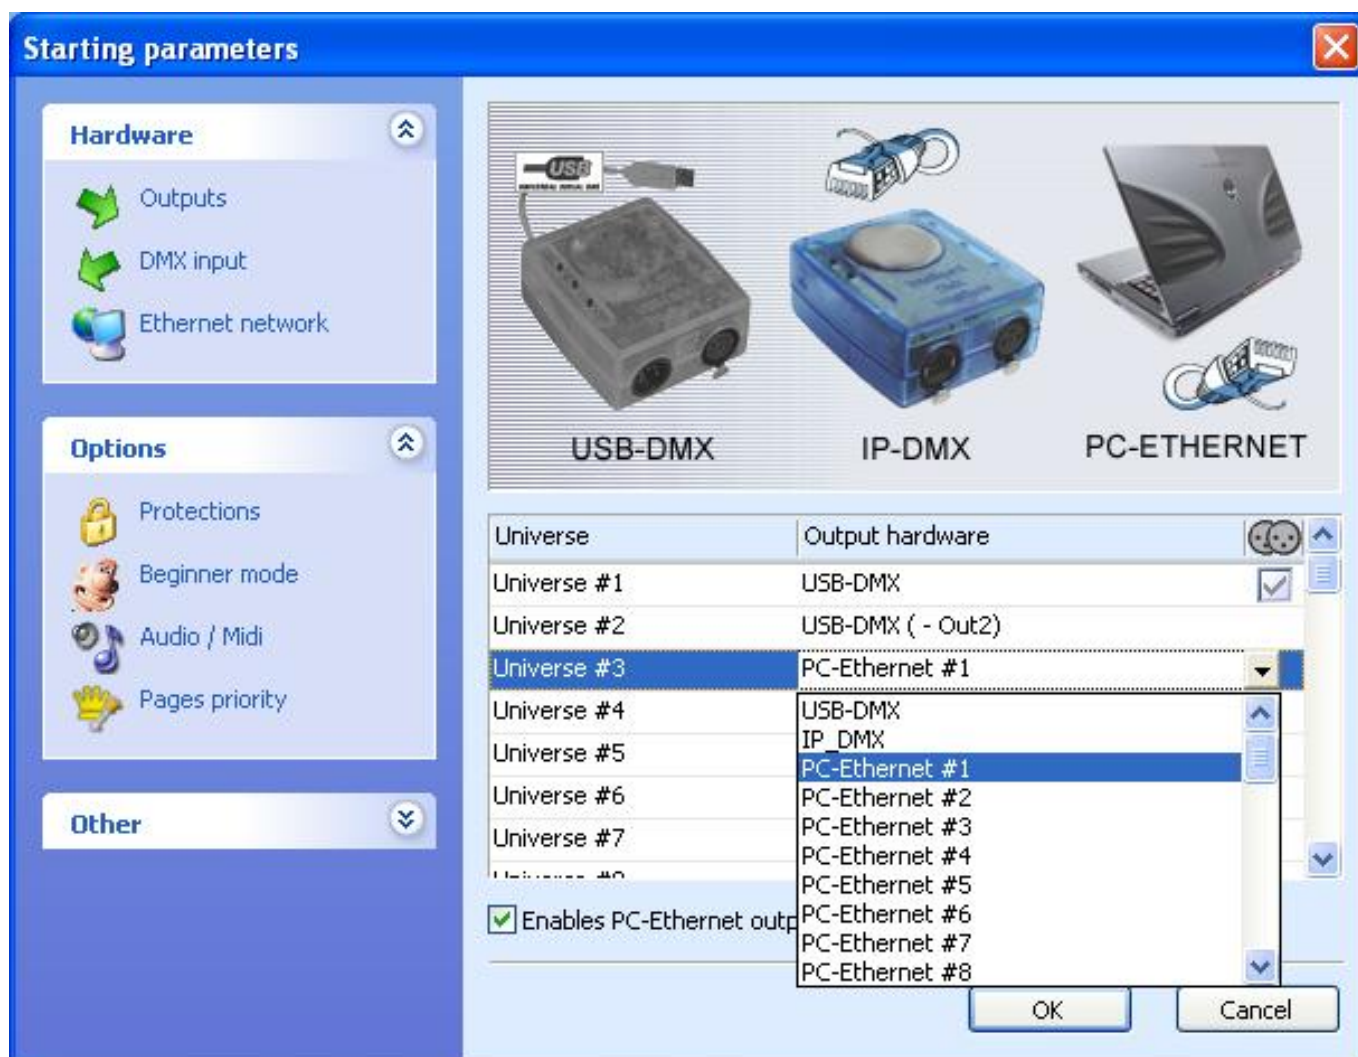 Starting parameters
Hardware
Outputs
DMX input
Ethernet network
Options
Protections
Beginner mode
Audio / Midi
Pages priority
Other
USB
USB-DMX
IP-DMX
PC-ETHERNET
Universe Output hardware
Universe #1 USB-DMX
Universe #2 USB-DMX ( - Out2)
Universe #3 PC-Ethernet #1
Universe #4
Universe #5
Universe #6
Universe #7
USB-DMX
IP_DMX
PC-Ethernet #1
PC-Ethernet #2
PC-Ethernet #3
PC-Ethernet #4
PC-Ethernet #5
PC-Ethernet #6
PC-Ethernet #7
PC-Ethernet #8
Enables PC-Ethernet outp
OK
Cancel